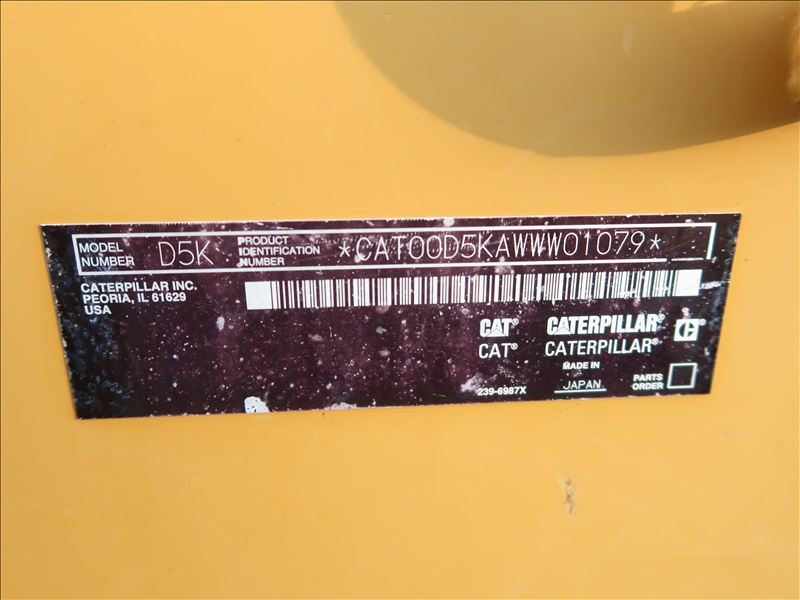 MODEL NUMBER D5K PRODUCT IDENTIFICATION NUMBER *CAT00D5KAWWW01079*
CATERPILLAR INC.
PEORIA, IL 61629
USA
CAT® CATERPILLAR® C®
CAT® CATERPILLAR®
MADE IN
239-6987X JAPAN PARTS ORDER